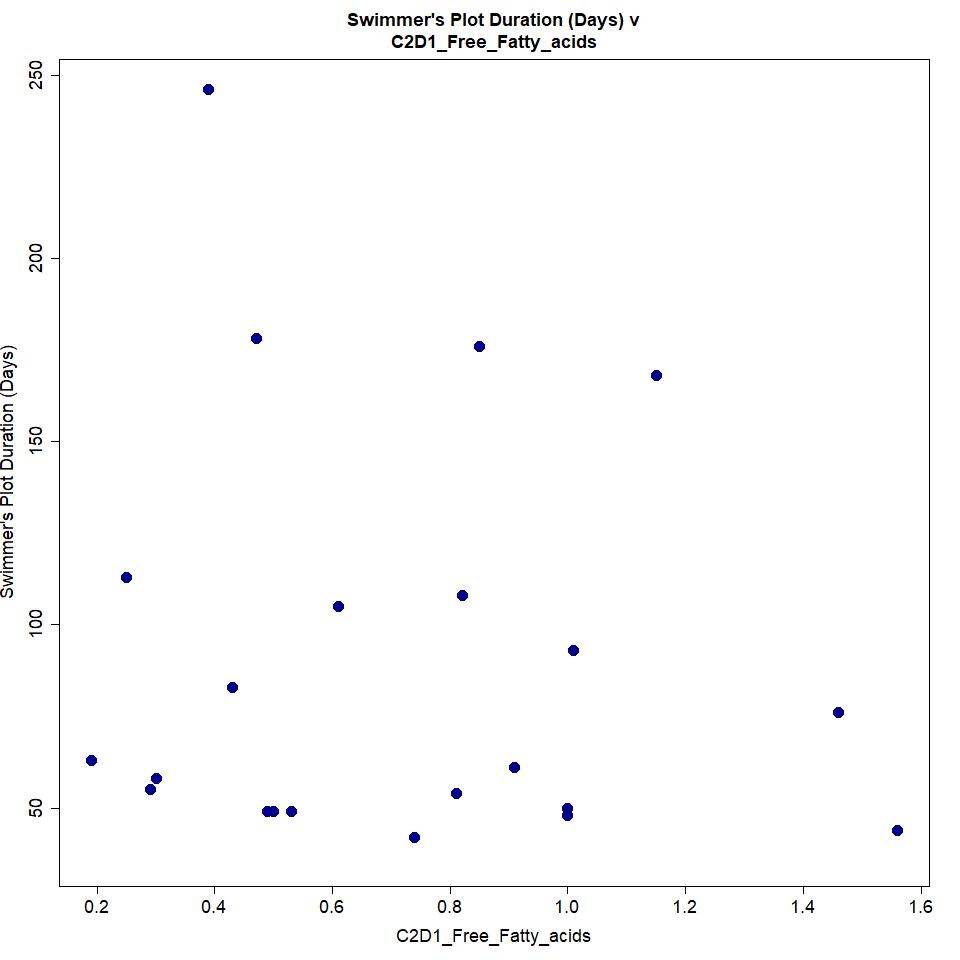 Swimmer's Plot Duration (Days) v
C2D1_Free_Fatty_acids
Swimmer's Plot Duration (Days)
250
200
150
100
50
0.2 0.4 0.6 0.8 1.0 1.2 1.4 1.6
C2D1_Free_Fatty_acids